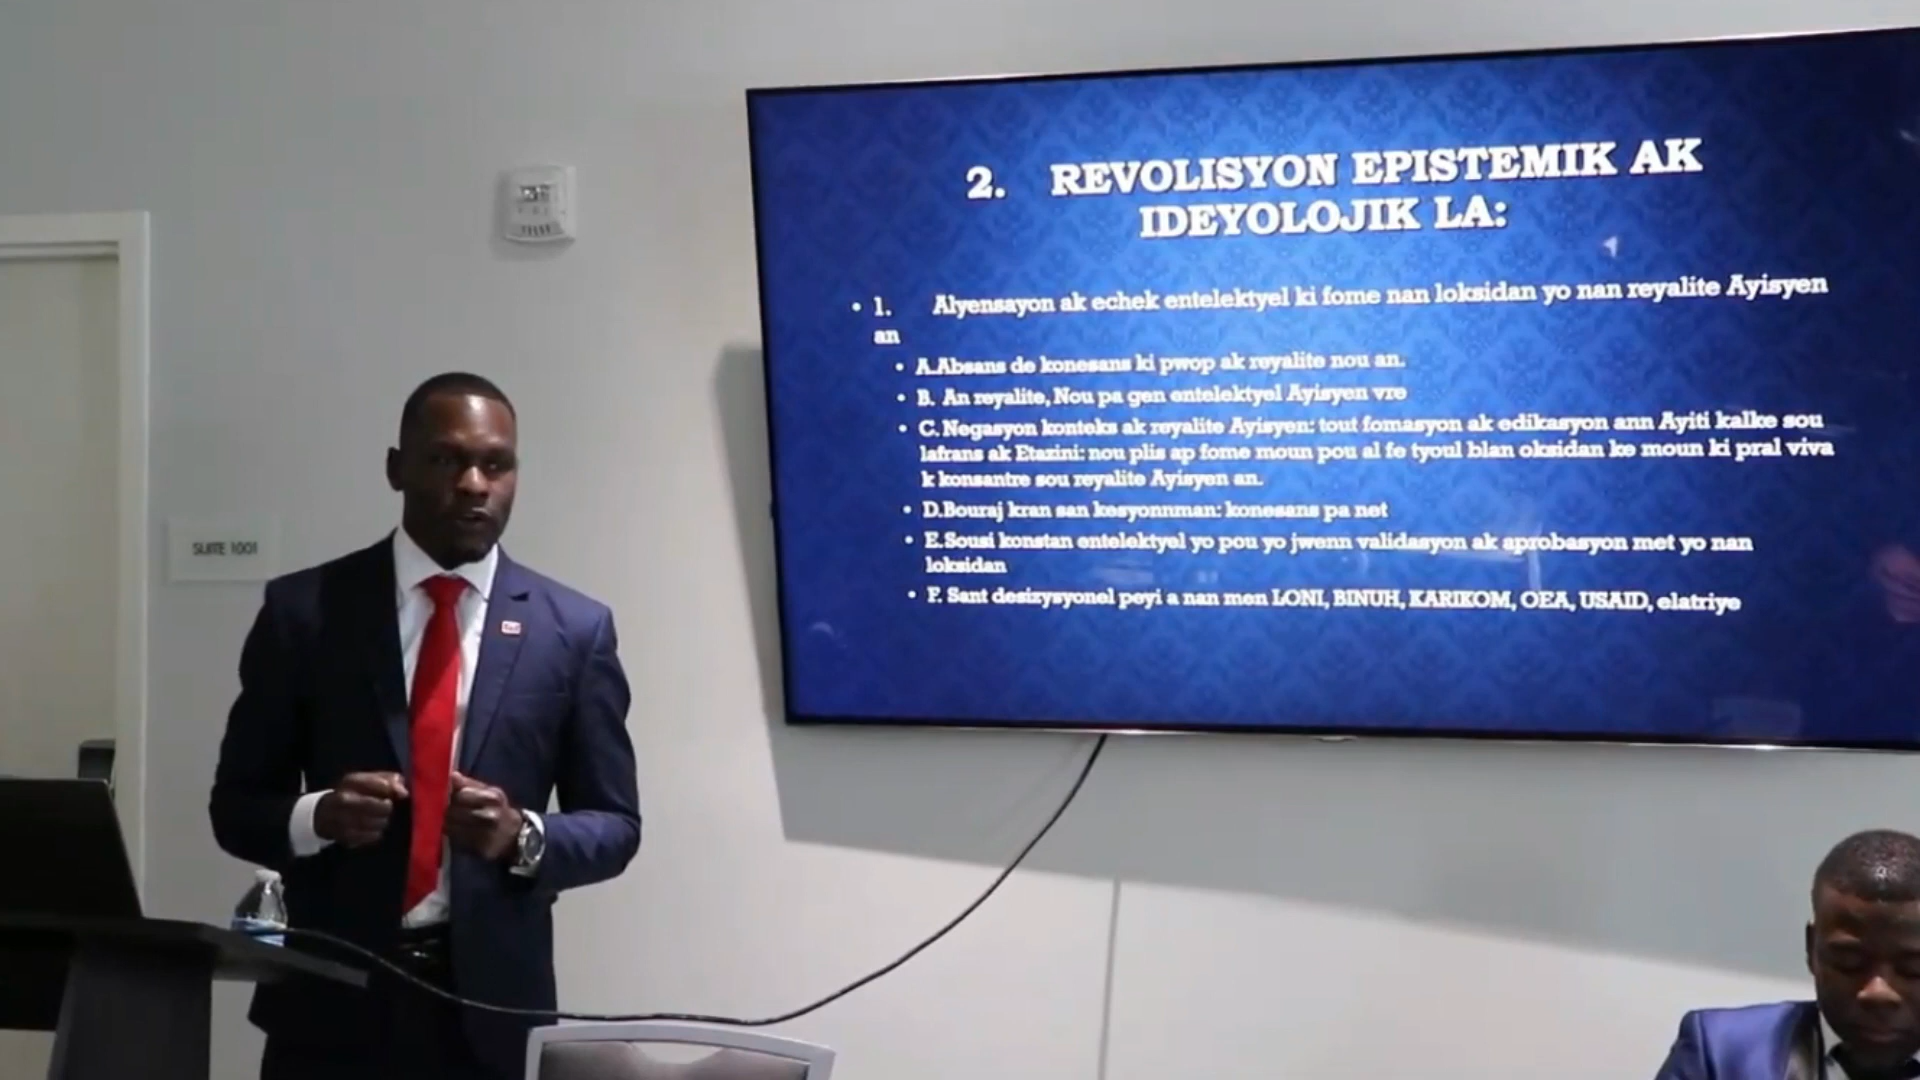 2. REVOLISYON EPISTEMIK AK
IDEYOLOJIK LA:
• 1. Alyensayon ak echek entelektyel ki fome nan loksidan yo nan reyalite Ayisyen
an
• A.Absans de konesans ki pwop ak reyalite nou an.
• B. An reyalite, Nou pa gen entelektyel Ayisyen vre
• C. Negasyon konteks ak reyalite Ayisyen: tout fomasyon ak edikasyon ann Ayiti kalke sou
lafrans ak Etazini: nou plis ap fome moun pou al fe tyoul blan oksidan ke moun ki pral viva
k konsantre sou reyalite Ayisyen an.
• D.Bouraj kran san kesyonnman: konesans pa net
• E.Sousi konstan entelektyel yo pou yo jwenn validasyon ak aprobasyon met yo nan
loksidan
• F. Sant desizysyonel peyi a nan men LONI, BINUH, KARIKOM, OEA, USAID, elatriye
SUITE 1001